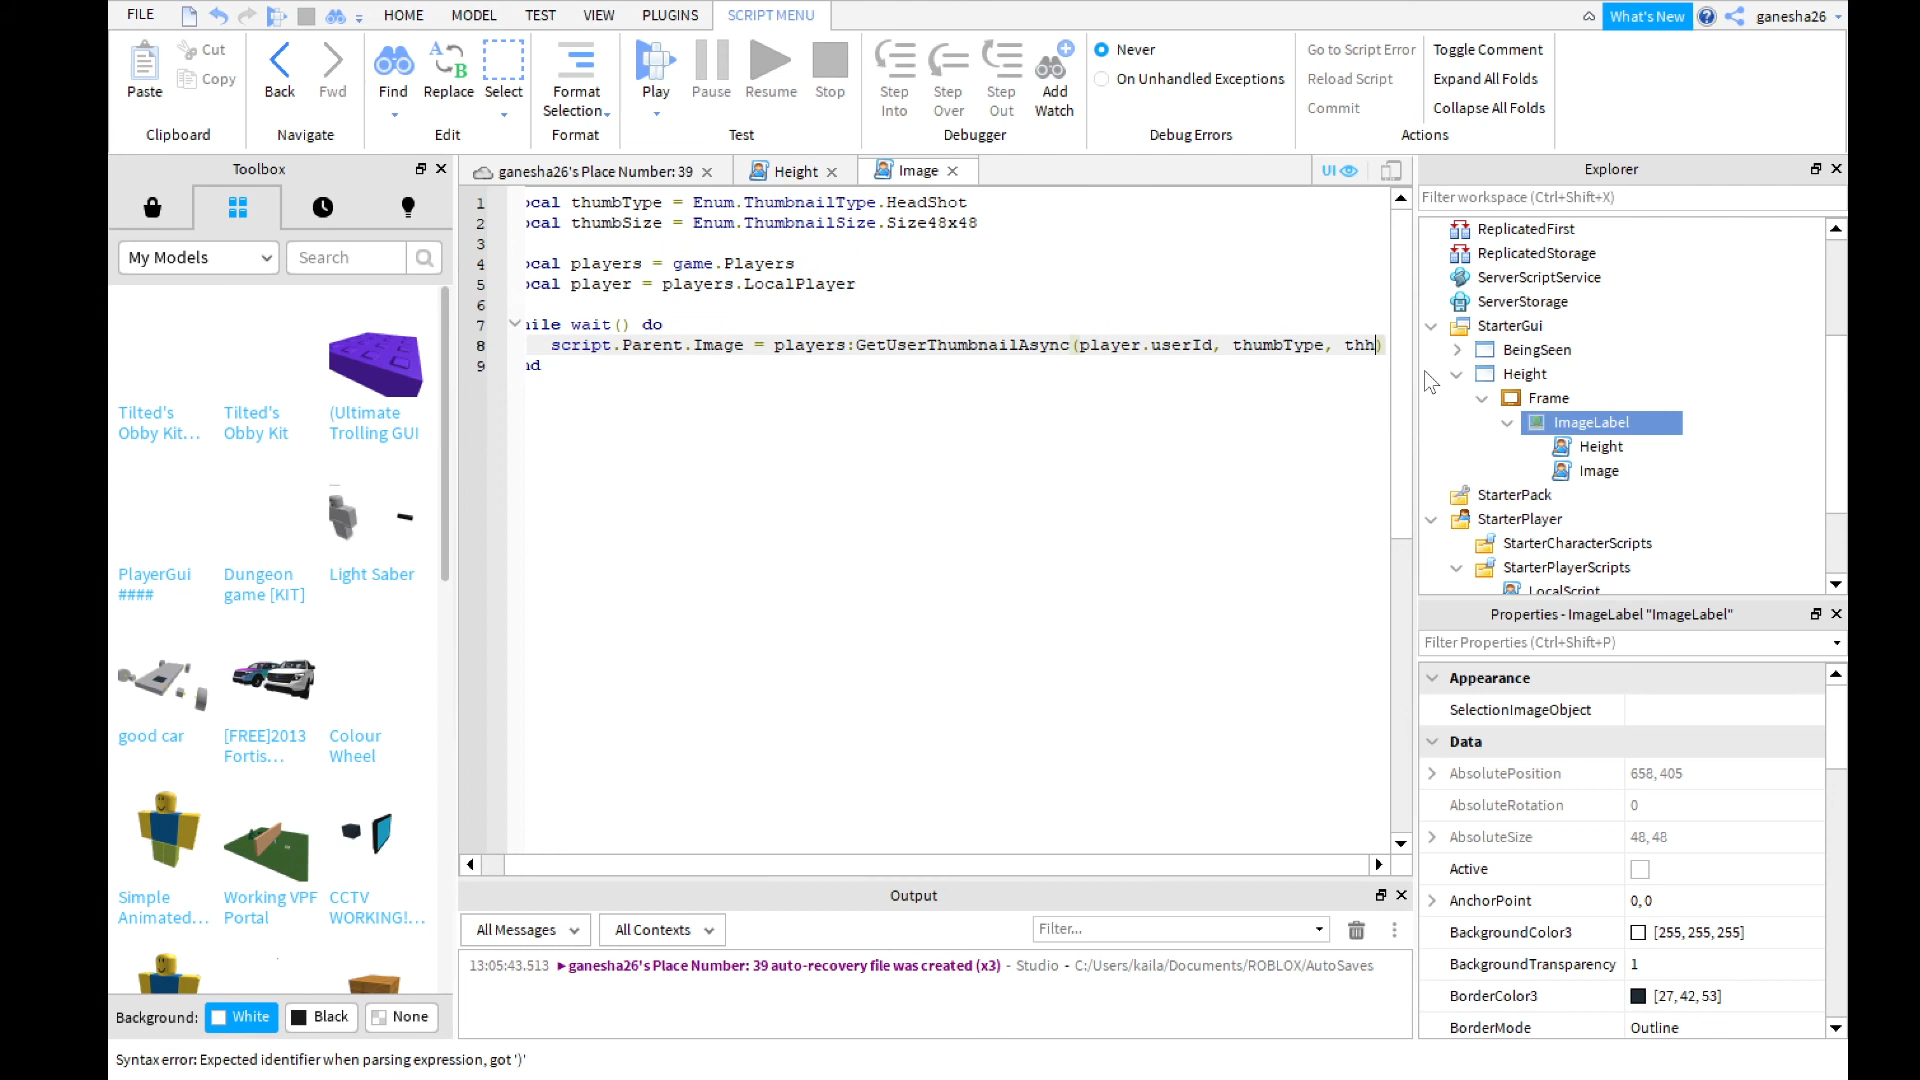 FILE HOME MODEL TEST VIEW PLUGINS SCRIPT MENU What's New ganesha26
Paste Cut Copy Back Fwd Find Replace Select Format Selection Play Pause Resume Stop Step Into Step Over Step Out Add Watch Never On Unhandled Exceptions Go to Script Error Reload Script Commit Toggle Comment Expand All Folds Collapse All Folds
Clipboard Navigate Edit Format Test Debugger Debug Errors Actions
Toolbox
My Models Search
Tilted's Obby Kit...
Tilted's Obby Kit
(Ultimate Trolling GUI
PlayerGui ####
Dungeon game [KIT]
Light Saber
good car
[FREE]2013 Fortis...
Colour Wheel
Simple Animated...
Working VPF Portal
CCTV WORKING!...
Background: White Black None
ganesha26's Place Number: 39 Height Image UI
1 ocal thumbType = Enum.ThumbnailType.HeadShot
2 ocal thumbSize = Enum.ThumbnailSize.Size48x48
3
4 ocal players = game.Players
5 ocal player = players.LocalPlayer
6
7 ile wait() do
8 script.Parent.Image = players:GetUserThumbnailAsync(player.userId, thumbType, thh)
9 nd
Output
All Messages All Contexts Filter...
13:05:43.513 ▶ganesha26's Place Number: 39 auto-recovery file was created (x3) - Studio - C:/Users/kaila/Documents/ROBLOX/AutoSaves
Explorer
Filter workspace (Ctrl+Shift+X)
ReplicatedFirst
ReplicatedStorage
ServerScriptService
ServerStorage
StarterGui
BeingSeen
Height
Frame
ImageLabel
Height
Image
StarterPack
StarterPlayer
StarterCharacterScripts
StarterPlayerScripts
LocalScript
Properties - ImageLabel "ImageLabel"
Filter Properties (Ctrl+Shift+P)
Appearance
SelectionImageObject
Data
AbsolutePosition 658, 405
AbsoluteRotation 0
AbsoluteSize 48, 48
Active
AnchorPoint 0, 0
BackgroundColor3 [255, 255, 255]
BackgroundTransparency 1
BorderColor3 [27, 42, 53]
BorderMode Outline
Syntax error: Expected identifier when parsing expression, got ')'